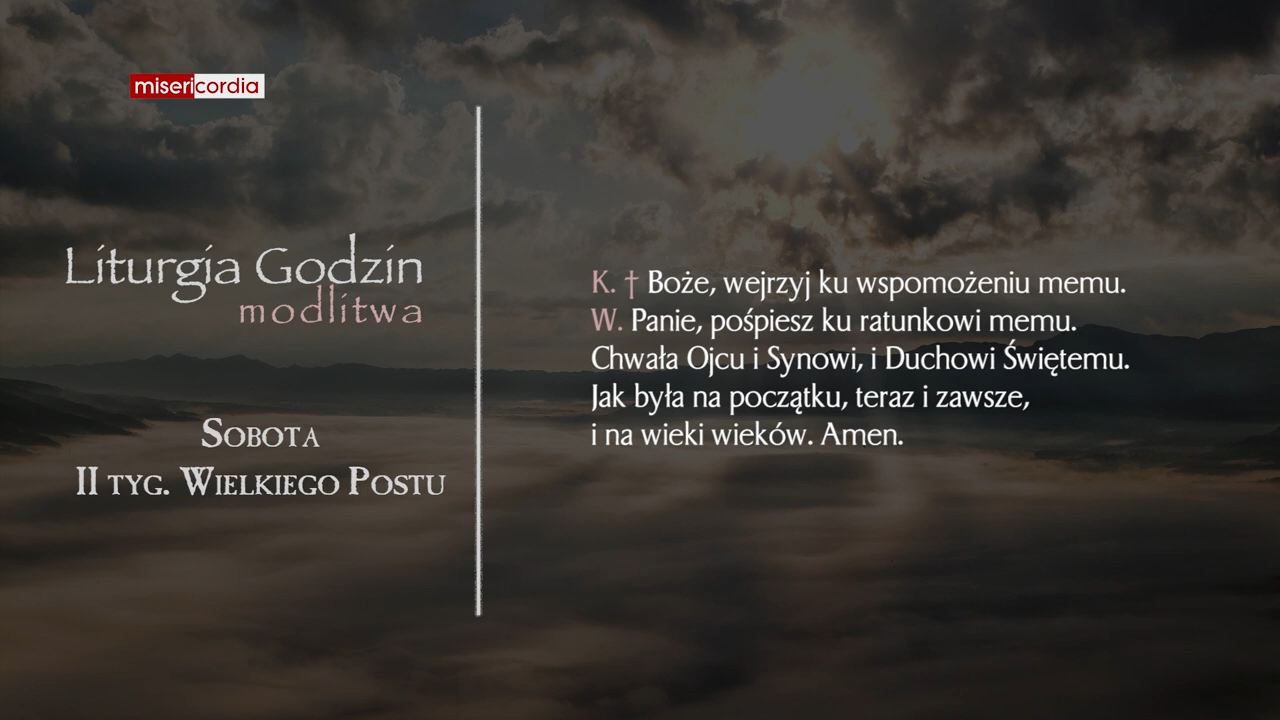 misericordia
Liturgia Godzin
modlitwa
Sobota
II tyg. Wielkiego Postu
K. † Boże, wejrzyj ku wspomożeniu memu.
W. Panie, pośpiesz ku ratunkowi memu.
Chwała Ojcu i Synowi, i Duchowi Świętemu.
Jak była na początku, teraz i zawsze,
i na wieki wieków. Amen.